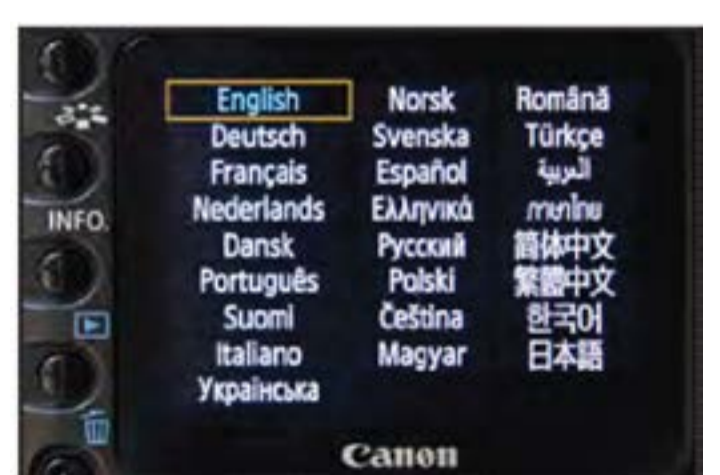 English Norsk Română
Deutsch Svenska Türkçe
Français Español العربية
Nederlands Ελληνικά ภาษาไทย
INFO.
Dansk Русский 简体中文
Português Polski 繁體中文
Suomi Čeština 한국어
Italiano Magyar 日本語
Українська
Canon